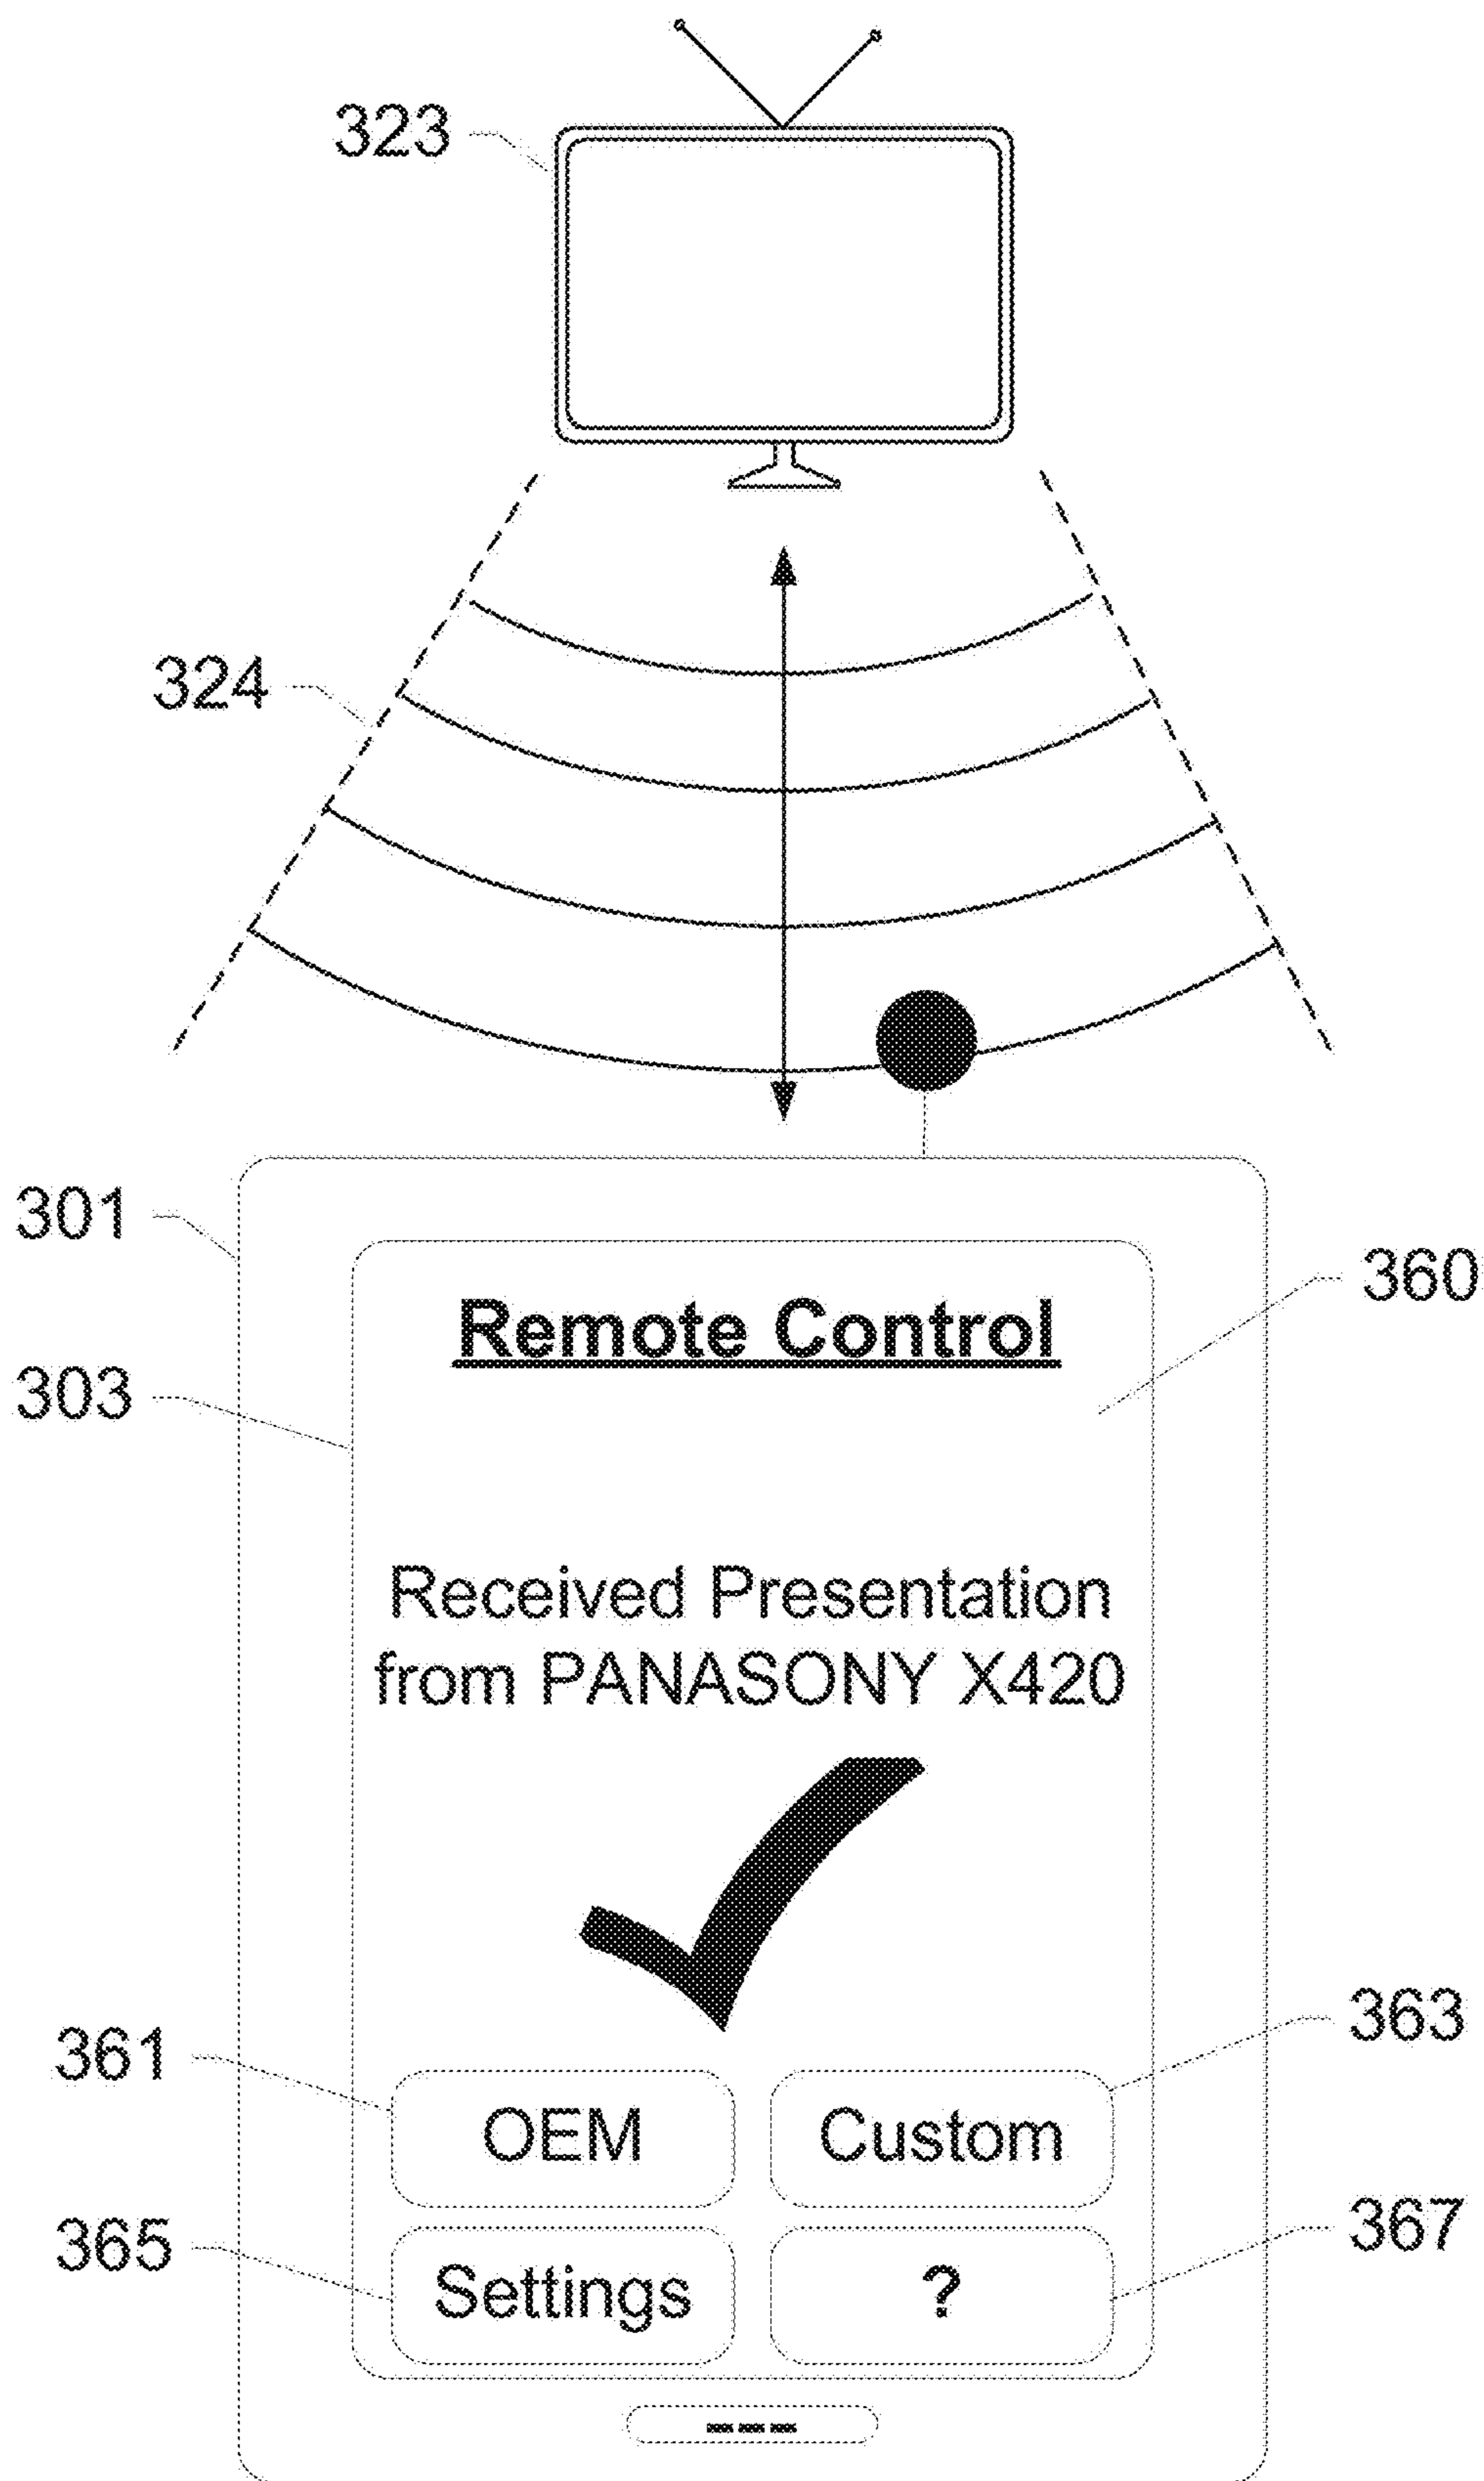 323
324
301
360
Remote Control
303
Received Presentation
from PANASONY X420
363
361
OEM
Custom
367
365
Settings
?